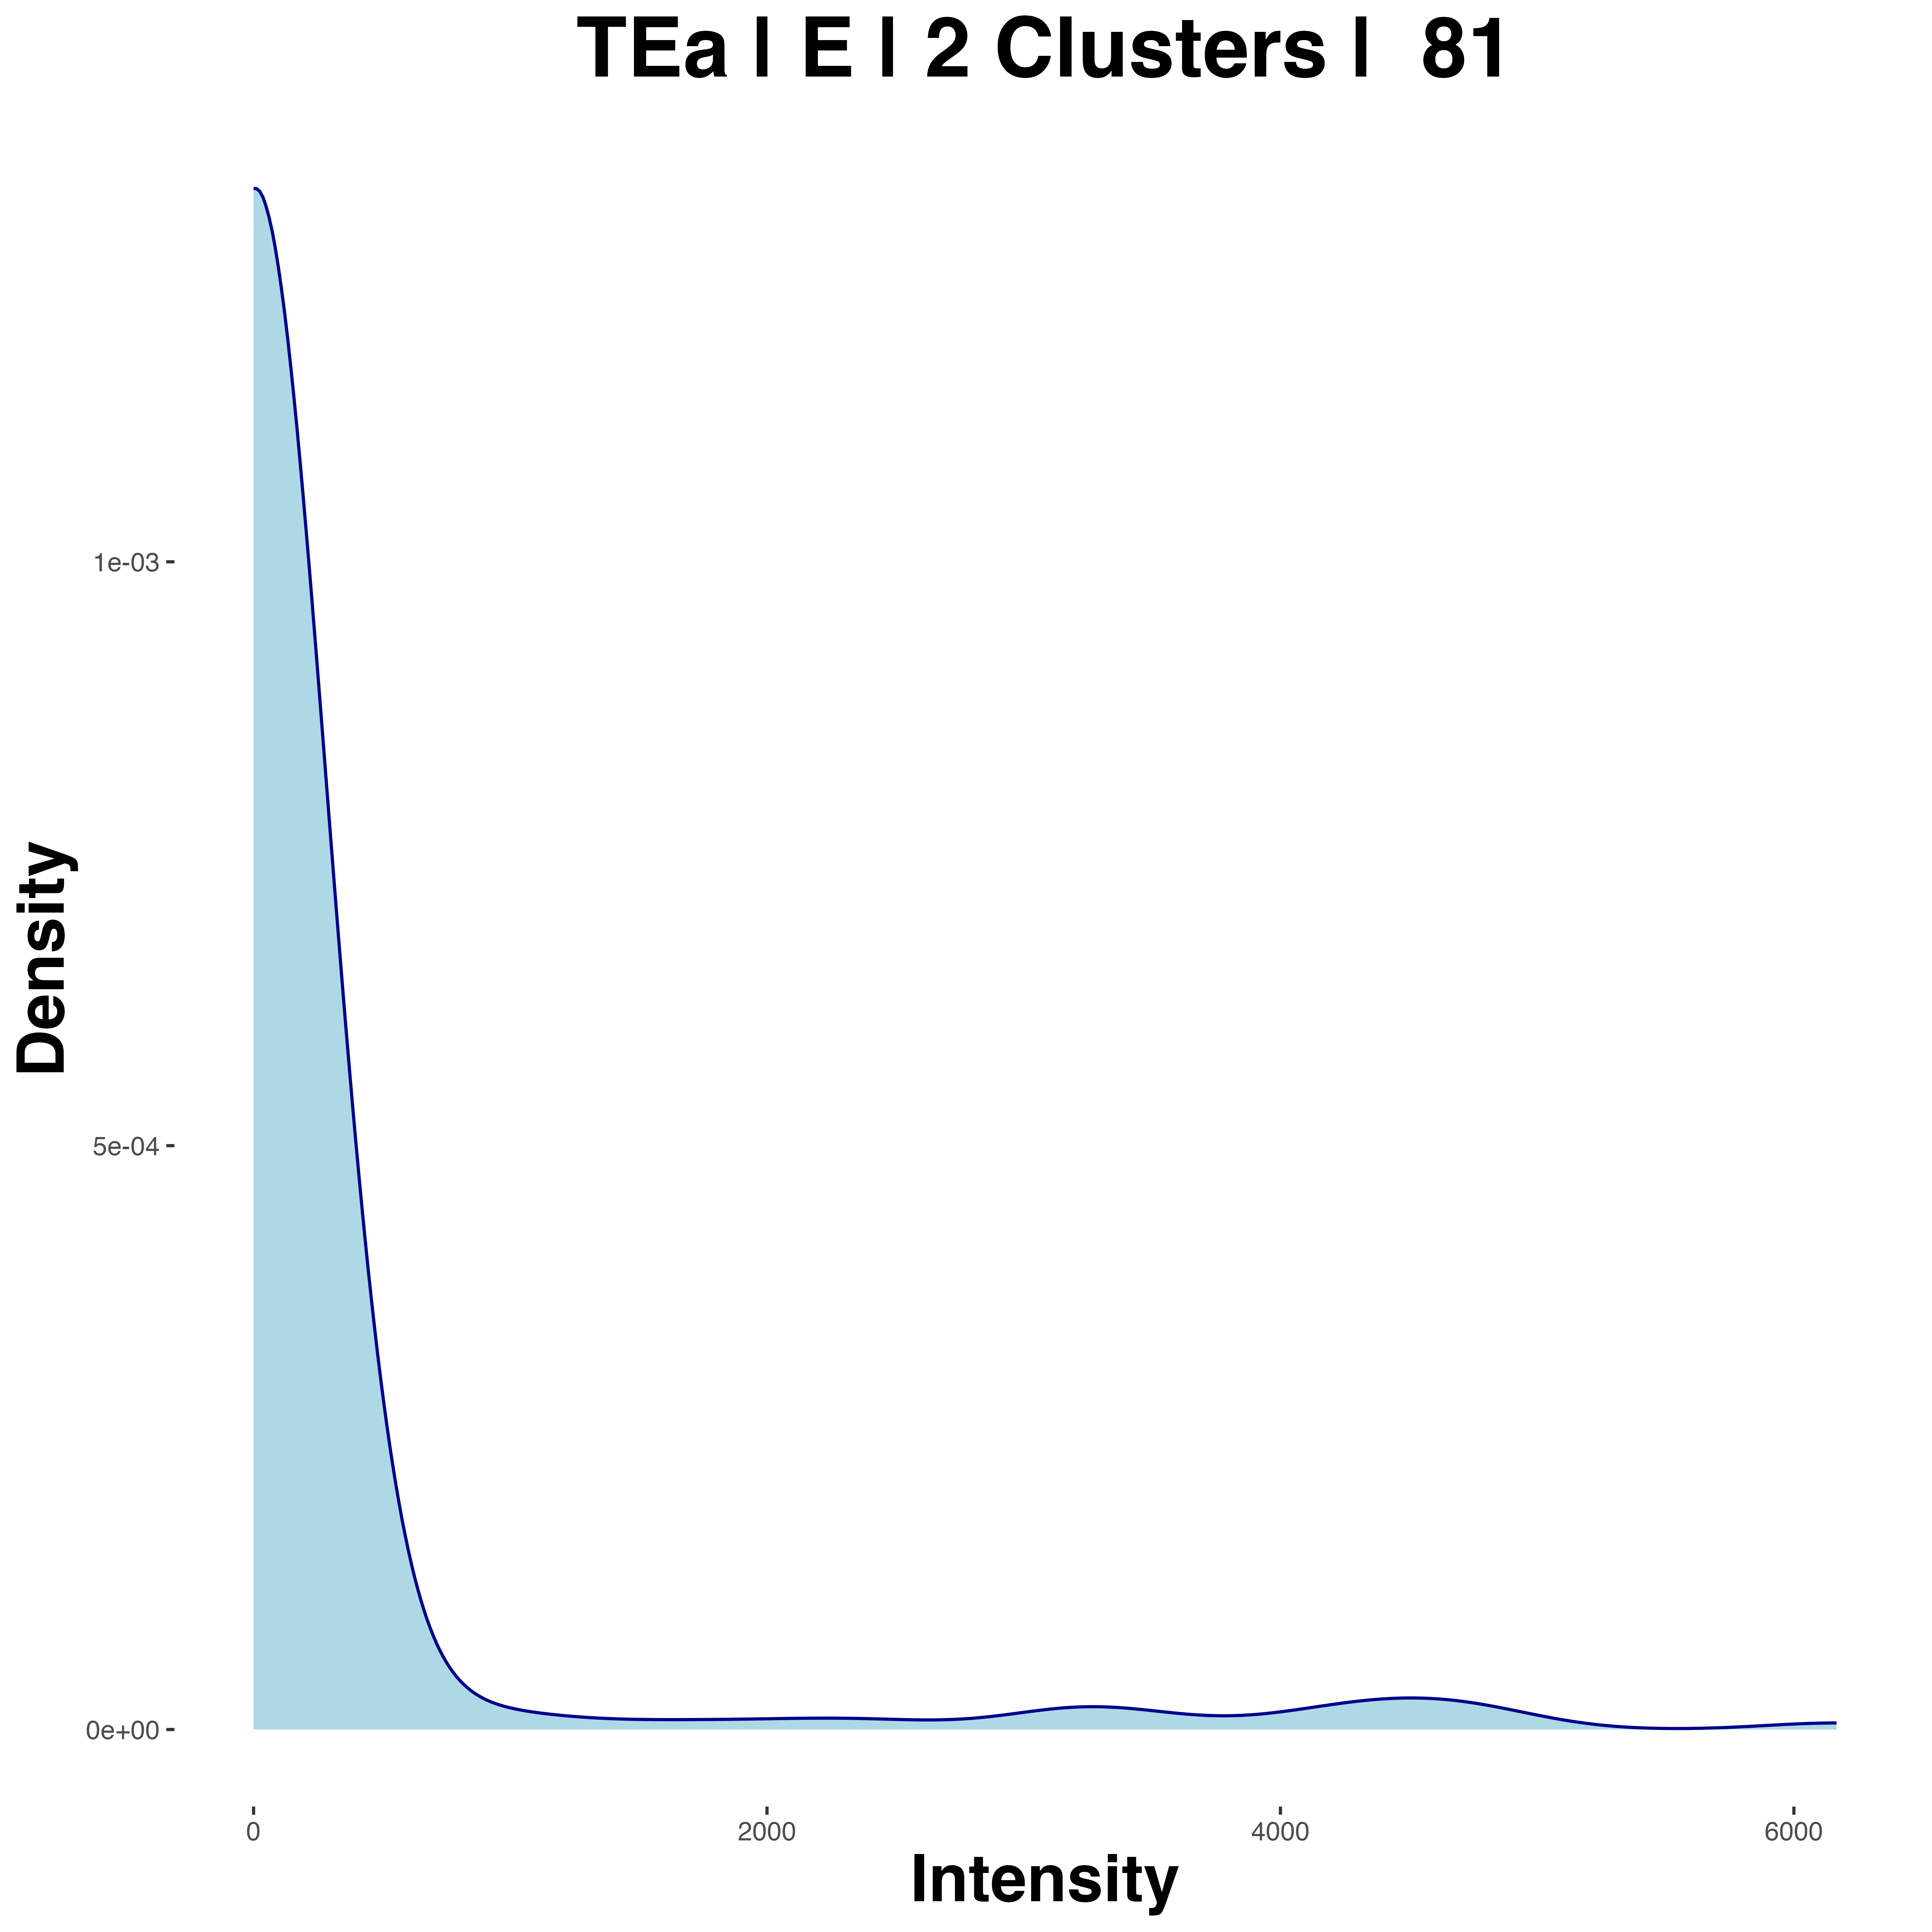 TEa | E | 2 Clusters | 81
Density
1e-03
5e-04
0e+00
0 2000 4000 6000
Intensity